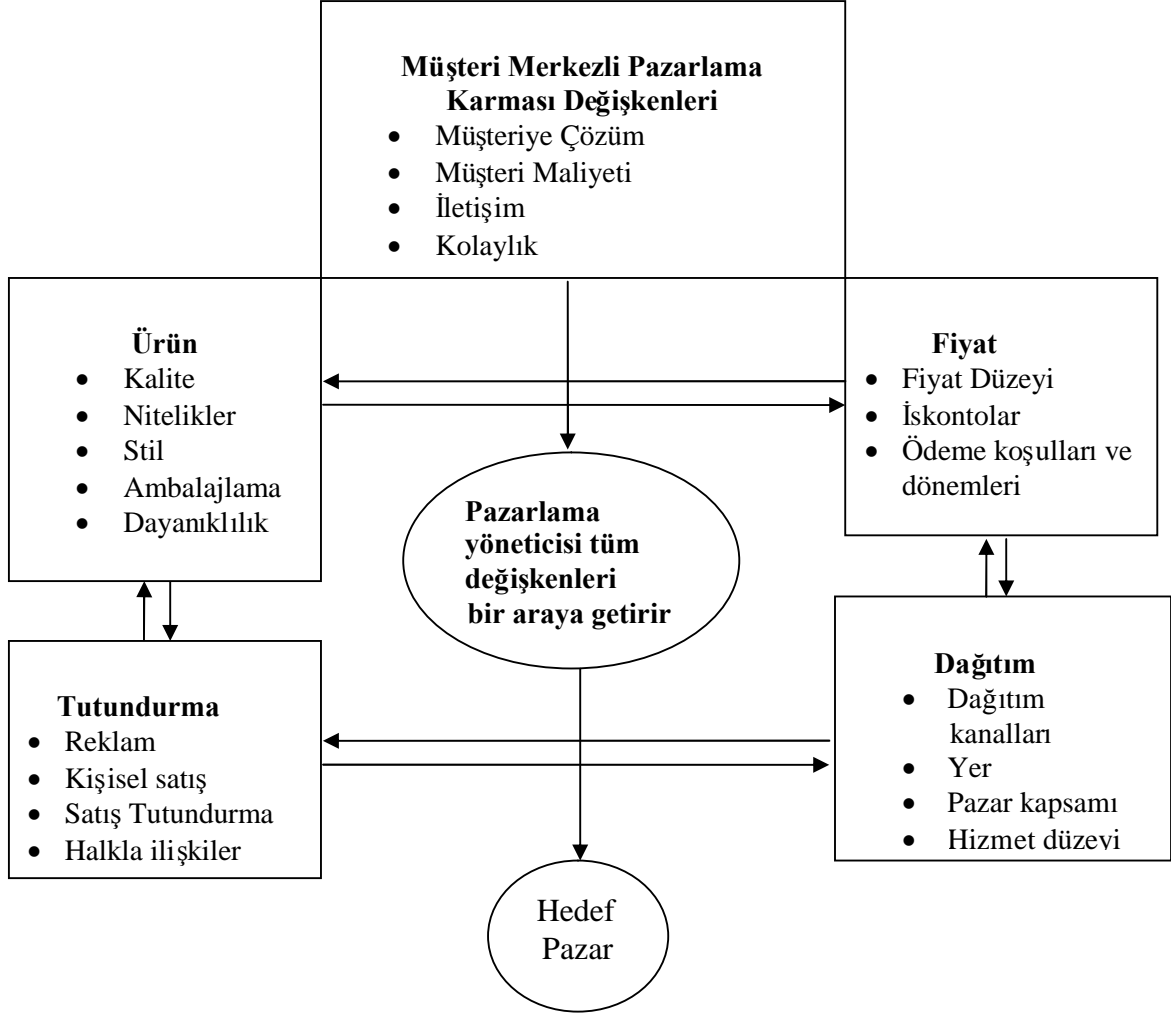 Müşteri Merkezli Pazarlama
Karması Değişkenleri
• Müşteriye Çözüm
• Müşteri Maliyeti
• İletişim
• Kolaylık
Ürün
• Kalite
• Nitelikler
• Stil
• Ambalajlama
• Dayanıklılık
Fiyat
• Fiyat Düzeyi
• İskontolar
• Ödeme koşulları ve
dönemleri
Pazarlama
yöneticisi tüm
değişkenleri
bir araya getirir
Tutundurma
• Reklam
• Kişisel satış
• Satış Tutundurma
• Halkla ilişkiler
Dağıtım
• Dağıtım
kanalları
• Yer
• Pazar kapsamı
• Hizmet düzeyi
Hedef
Pazar